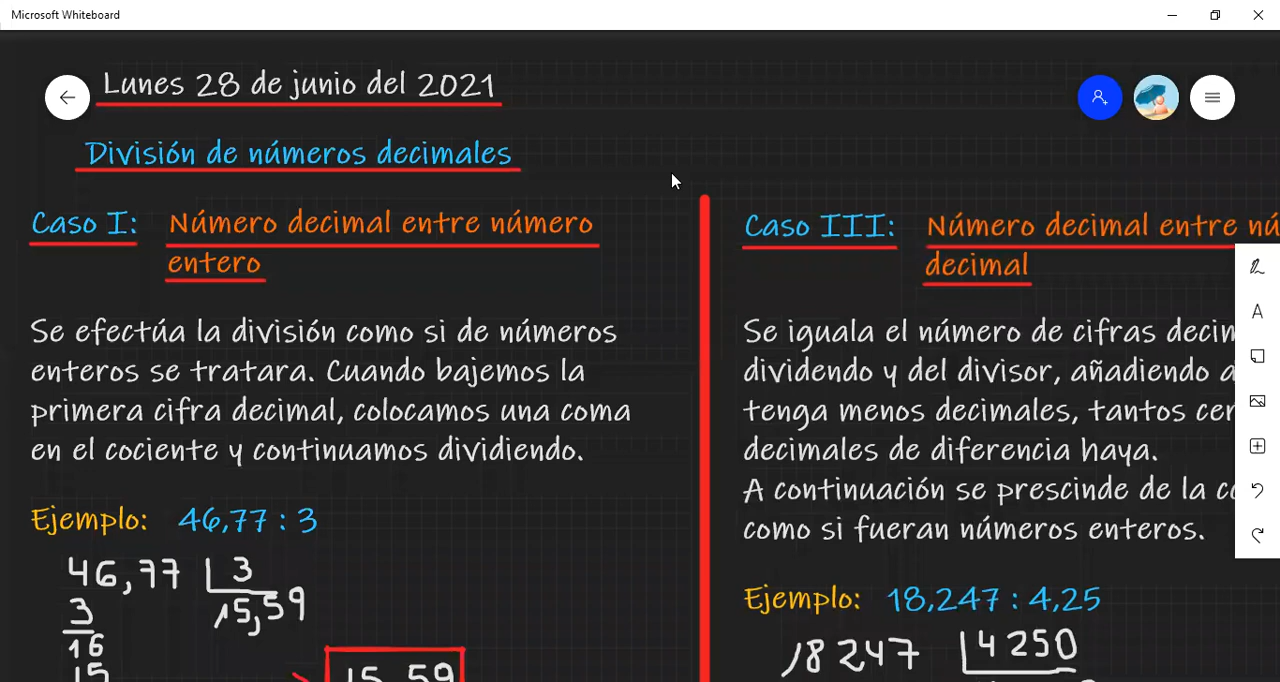 Microsoft Whiteboard
Lunes 28 de junio del 2021
División de números decimales
Caso I: Número decimal entre número
entero
Se efectúa la división como si de números
enteros se tratara. Cuando bajemos la
primera cifra decimal, colocamos una coma
en el cociente y continuamos dividiendo.
Ejemplo: 46,77 : 3
46,77 3
3 15,59
16
15
15,59
Caso III: Número decimal entre nú
decimal
Se iguala el número de cifras decim
dividendo y del divisor, añadiendo a
tenga menos decimales, tantos cer
decimales de diferencia haya.
A continuación se prescinde de la co
como si fueran números enteros.
Ejemplo: 18,247 : 4,25
18247 4250